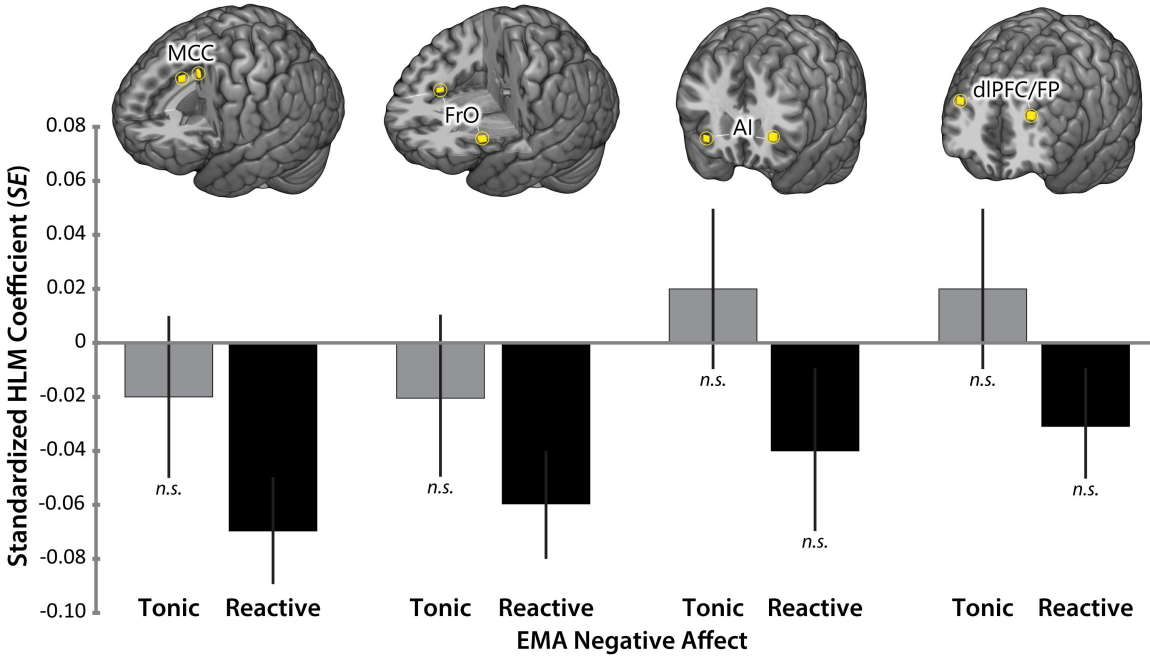 MCC
FrO
AI
dlPFC/FP
Standardized HLM Coefficient (SE)
0.08
0.06
0.04
0.02
0
-0.02
-0.04
-0.06
-0.08
-0.10
n.s.
n.s.
n.s.
n.s.
n.s.
n.s.
Tonic Reactive Tonic Reactive Tonic Reactive Tonic Reactive
EMA Negative Affect